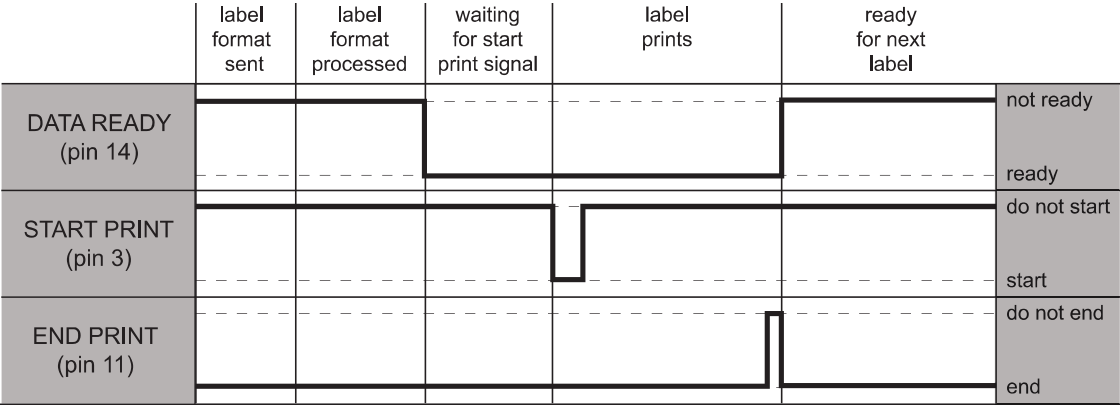 label
format
sent
label
format
processed
waiting
for start
print signal
label
prints
ready
for next
label
DATA READY
(pin 14)
not ready
ready
START PRINT
(pin 3)
do not start
start
END PRINT
(pin 11)
do not end
end